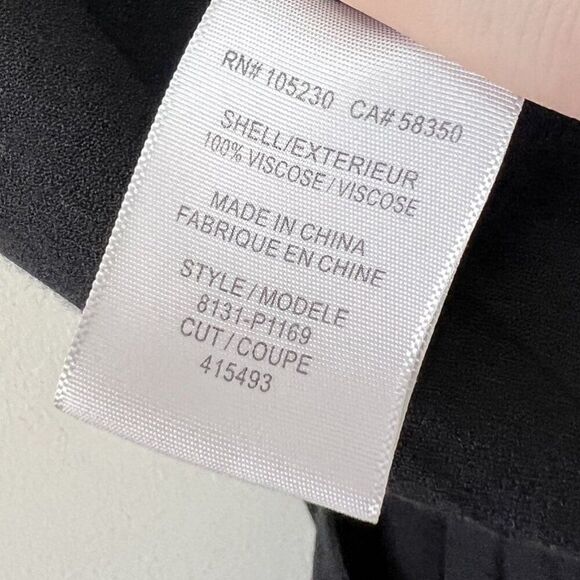 RN# 105230 CA# 58350
SHELL/EXTERIEUR
100% VISCOSE / VISCOSE
MADE IN CHINA
FABRIQUE EN CHINE
STYLE / MODELE
8131-P1169
CUT / COUPE
415493